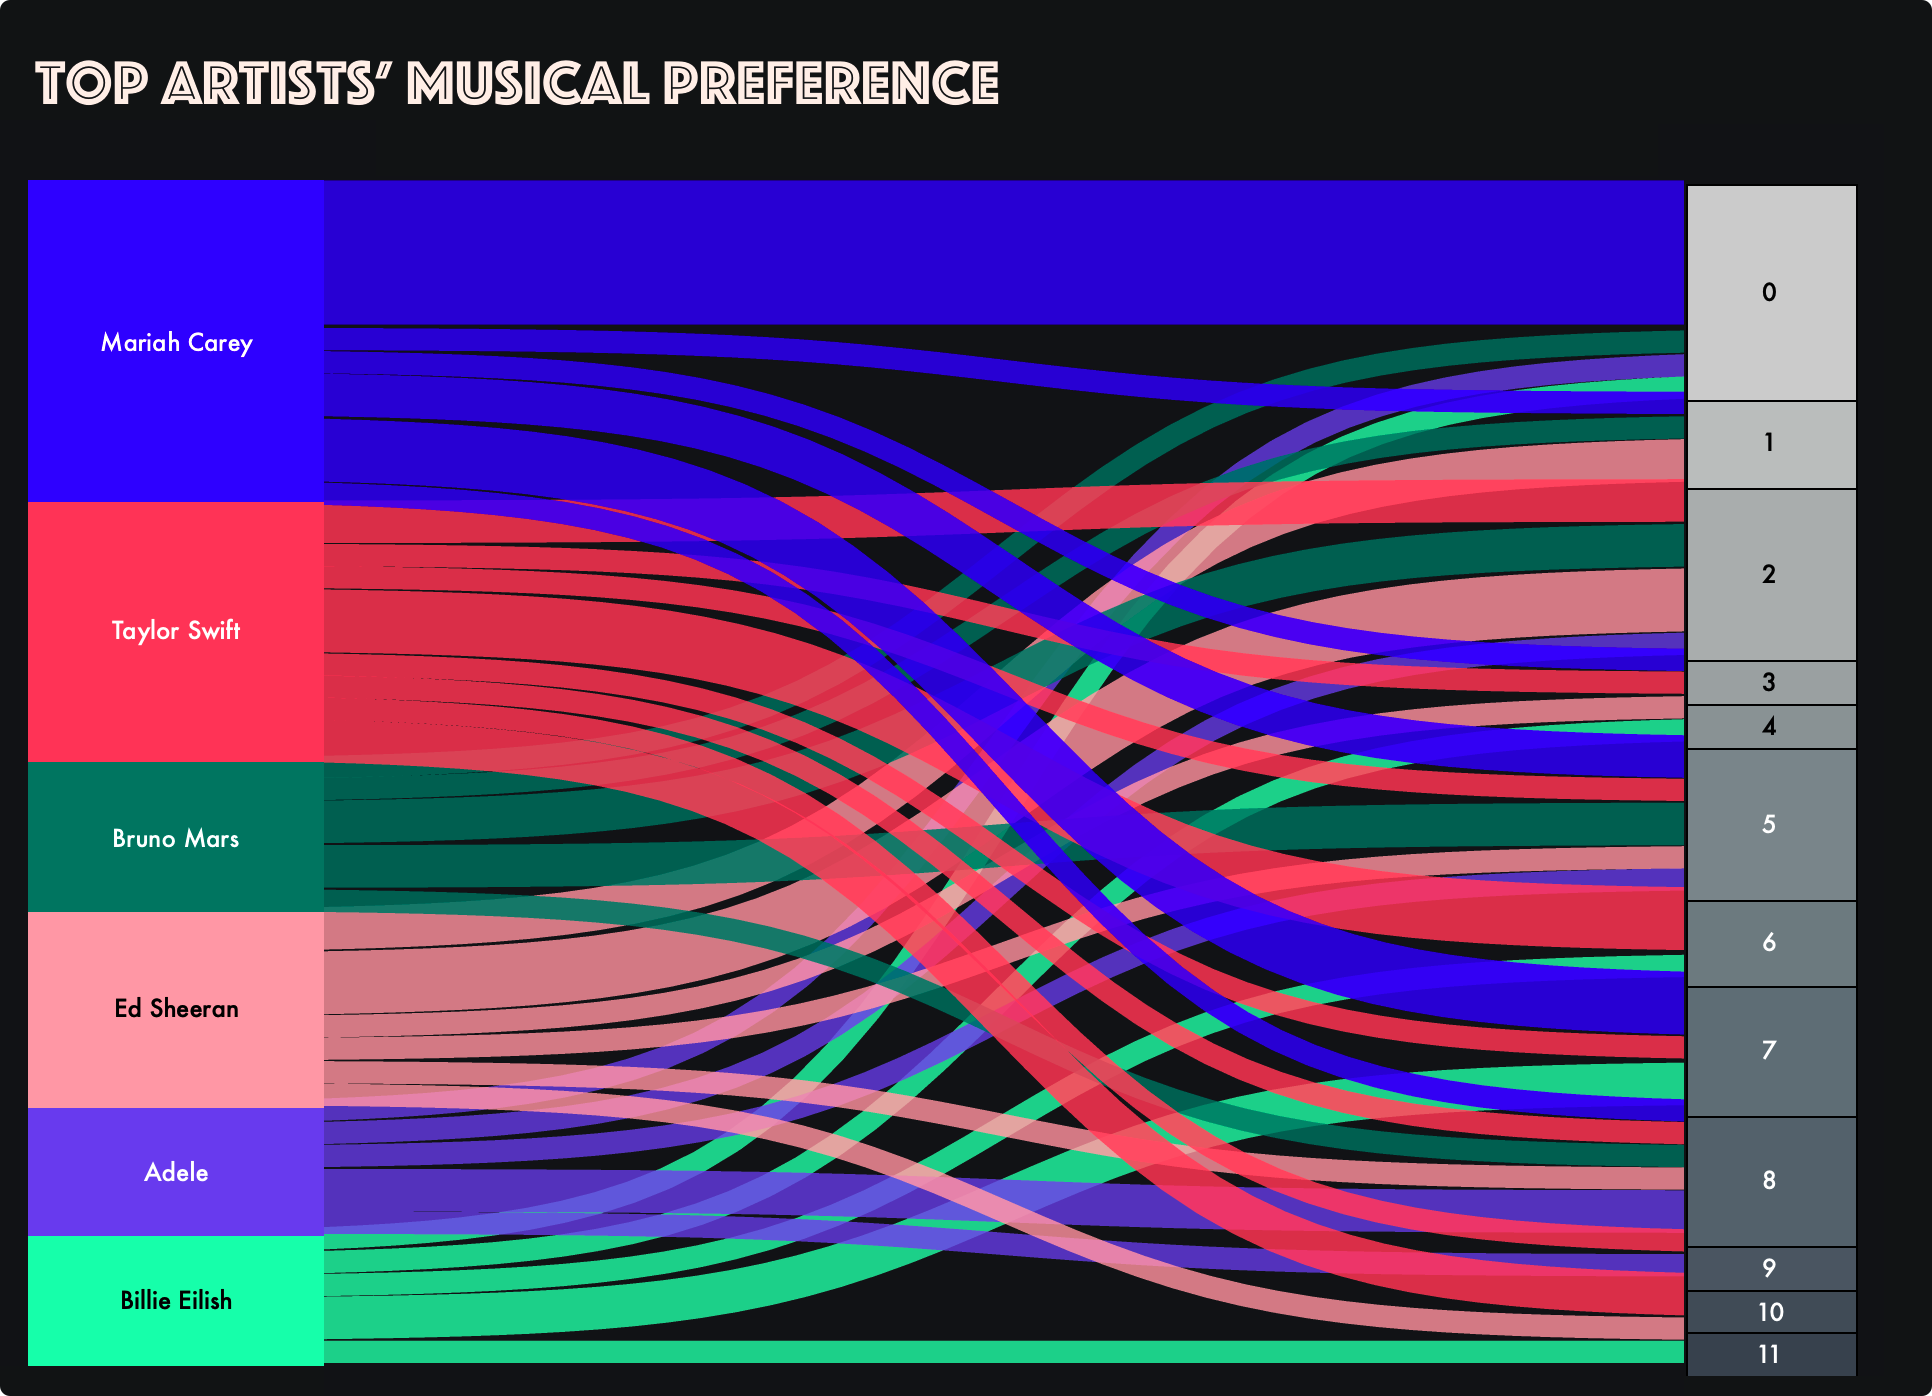 TOP ARTISTS’ MUSICAL PREFERENCE
Mariah Carey
Taylor Swift
Bruno Mars
Ed Sheeran
Adele
Billie Eilish
0
1
2
3
4
5
6
7
8
9
10
11